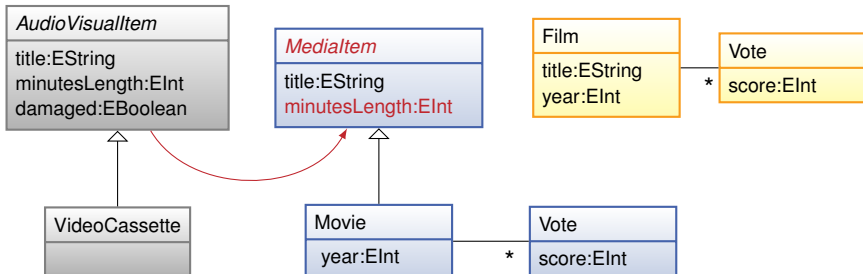 AudioVisualItem
title:EString
minutesLength:EInt
damaged:EBoolean
MediaItem
title:EString
minutesLength:EInt
Film
title:EString
year:EInt
Vote
score:EInt
*
VideoCassette
Movie
year:EInt
Vote
score:EInt
*